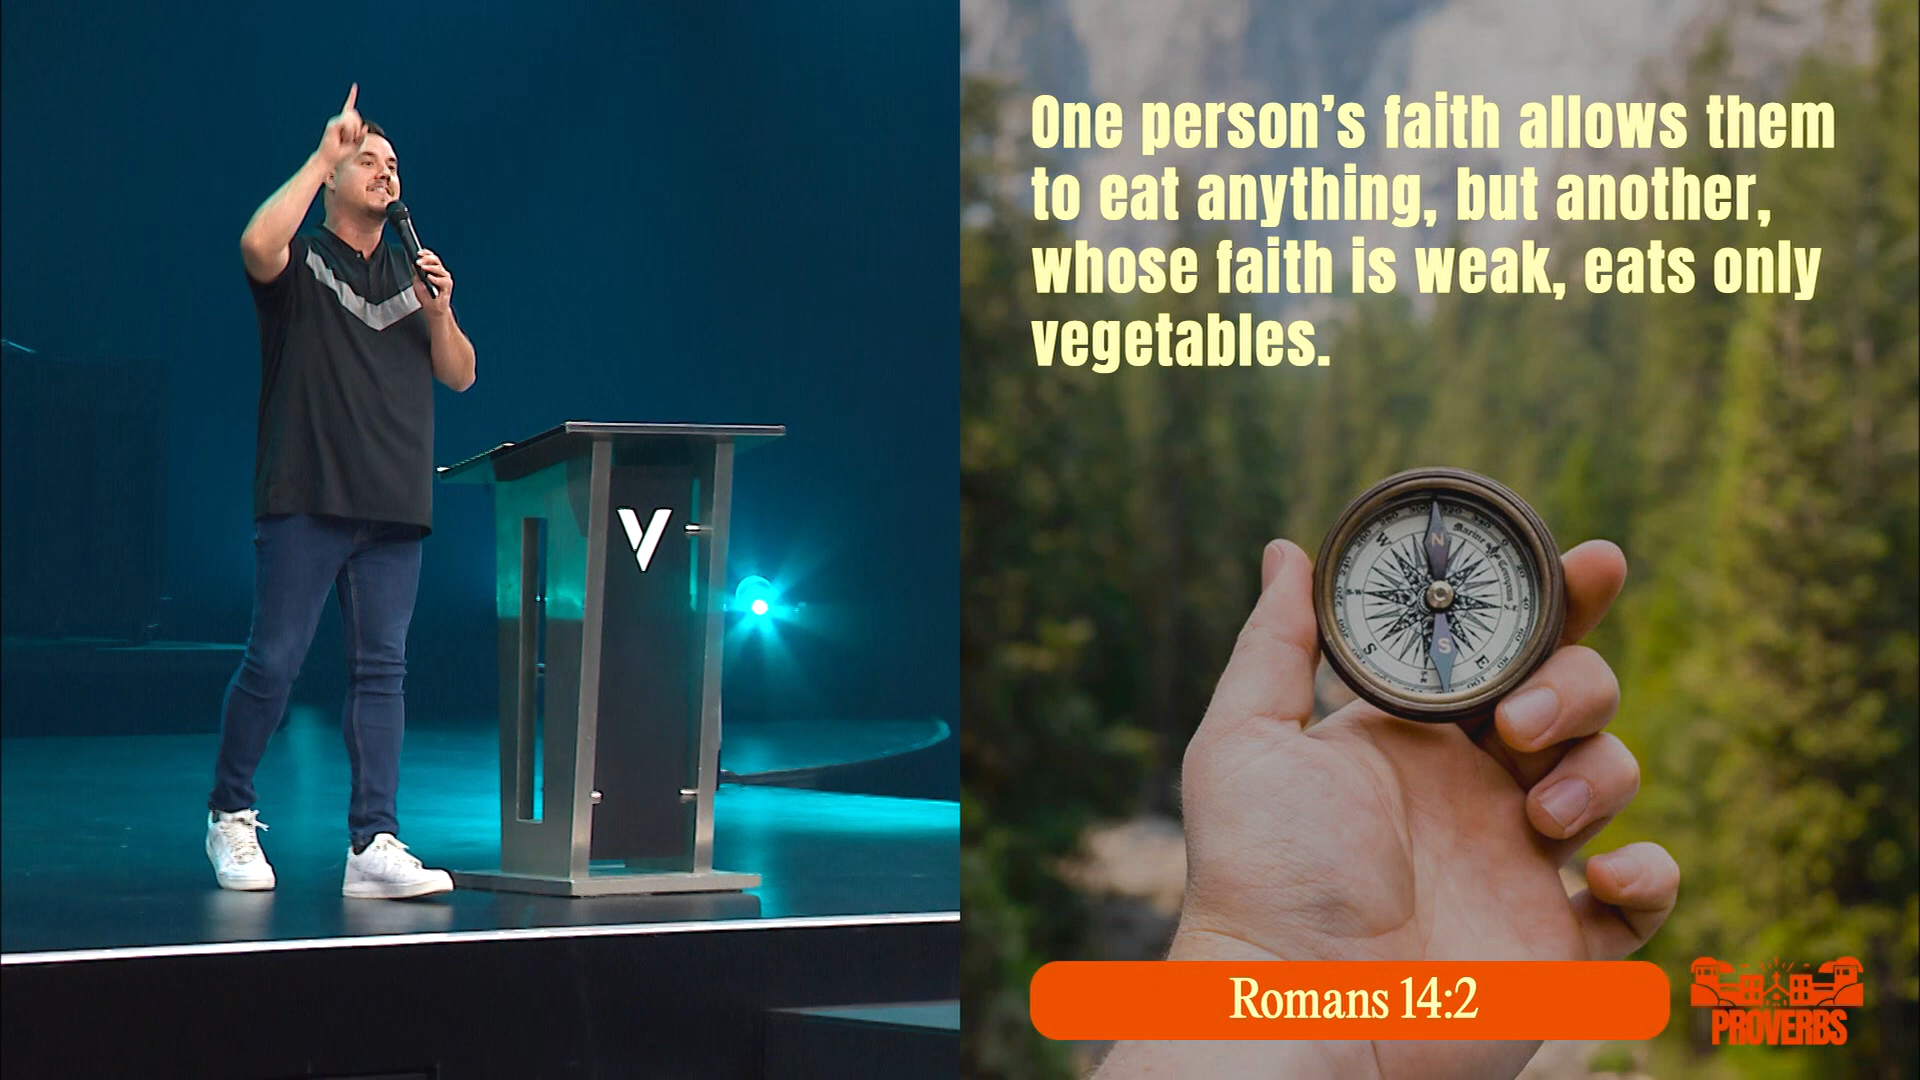 One person’s faith allows them
to eat anything, but another,
whose faith is weak, eats only
vegetables.
N
S
W
S
E
Marine
Romans 14:2
PROVERBS